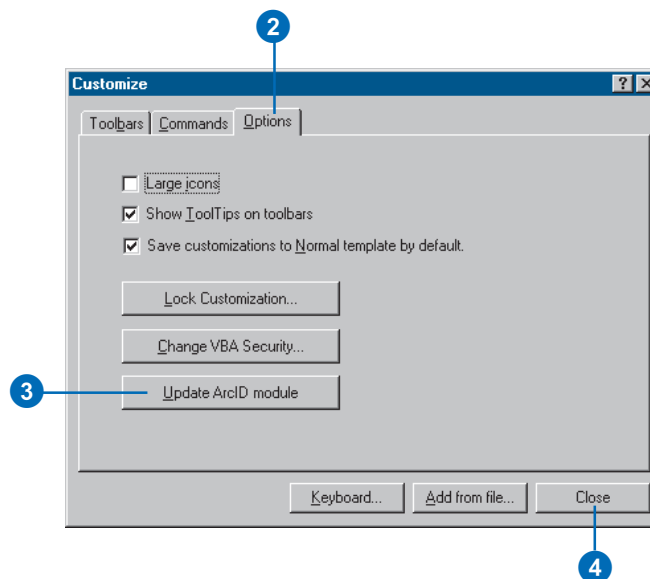 2
Customize
?
Toolbars Commands Options
Large icons
Show ToolTips on toolbars
Save customizations to Normal template by default.
Lock Customization...
Change VBA Security...
3
Update ArcID module
Keyboard... Add from file... Close
4